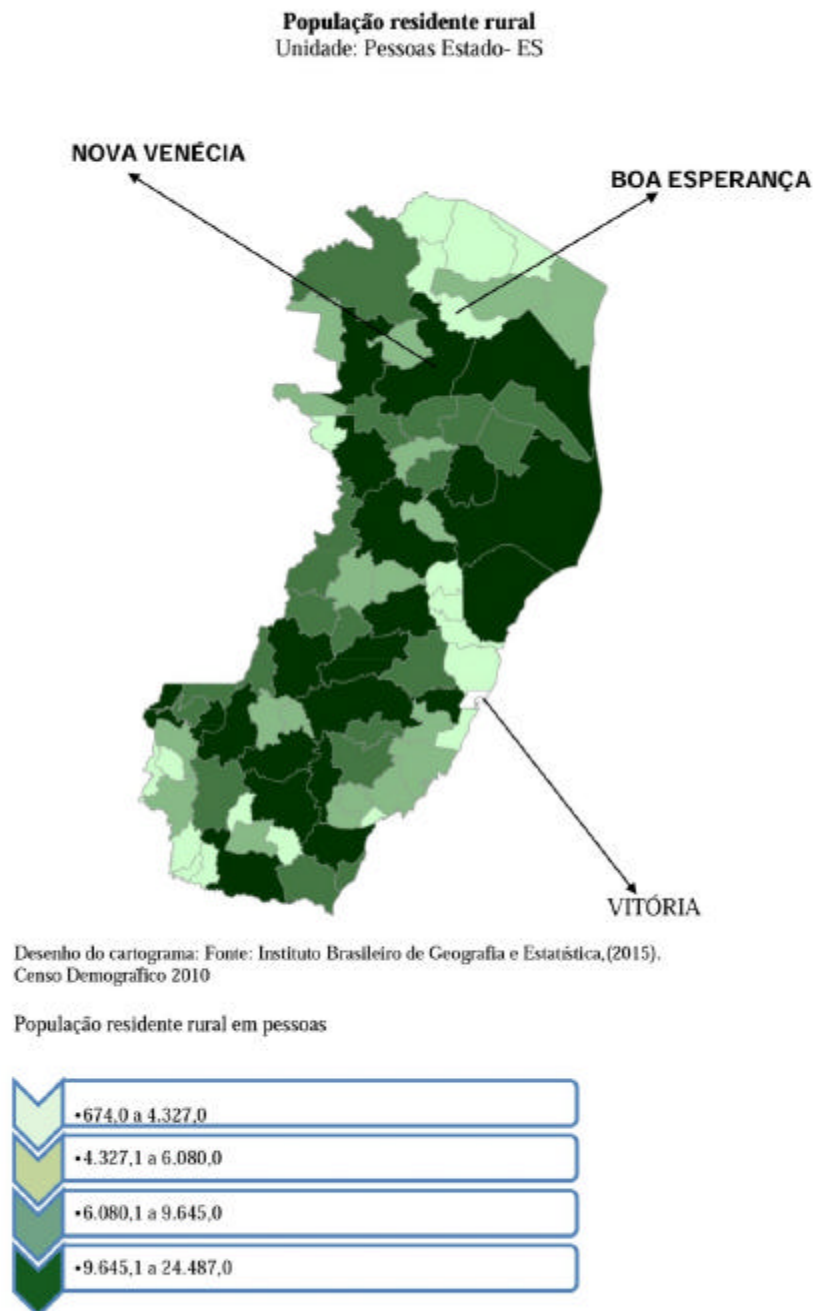 População residente rural
Unidade: Pessoas Estado- ES
NOVA VENÉCIA
BOA ESPERANÇA
VITÓRIA
Desenho do cartograma: Fonte: Instituto Brasileiro de Geografia e Estatística,(2015).
Censo Demografico 2010
População residente rural em pessoas
•674,0 a 4.327,0
•4.327,1 a 6.080,0
•6.080,1 a 9.645,0
•9.645,1 a 24.487,0